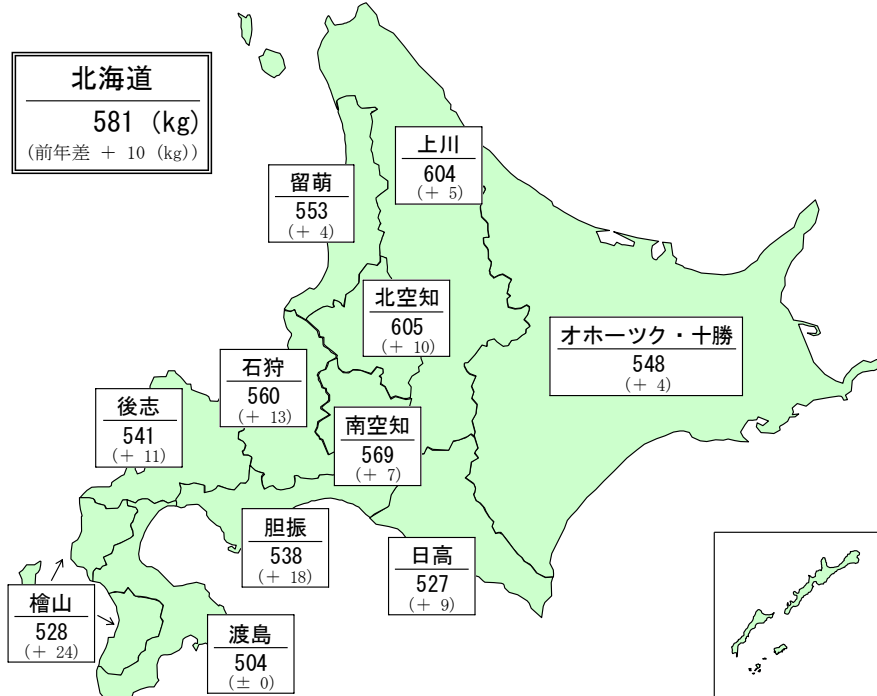 北海道
581 (kg)
(前年差 + 10 (kg))
上川
604
(+ 5)
留萌
553
(+ 4)
北空知
605
(+ 10)
オホーツク・十勝
548
(+ 4)
石狩
560
(+ 13)
後志
541
(+ 11)
南空知
569
(+ 7)
胆振
538
(+ 18)
日高
527
(+ 9)
檜山
528
(+ 24)
渡島
504
(± 0)